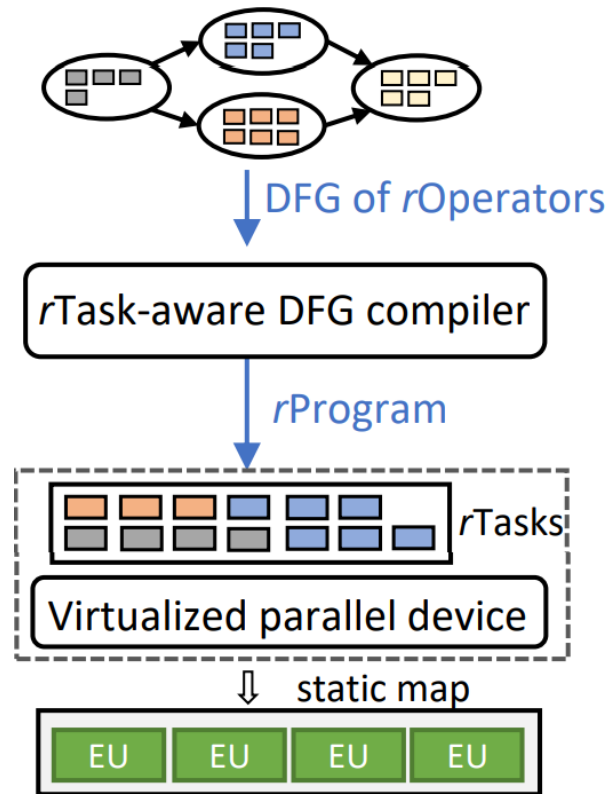 DFG of rOperators
rTask-aware DFG compiler
rProgram
rTasks
Virtualized parallel device
static map
EU EU EU EU